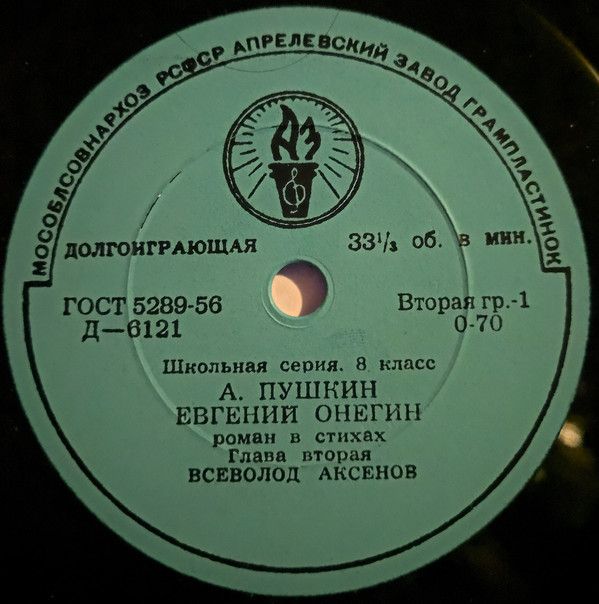 МОСОБЛСОВНАРХОЗ РСФСР АПРЕЛЕВСКИЙ ЗАВОД ГРАМПЛАСТИНОК
АЗ
ДОЛГОИГРАЮЩАЯ 33⅓ об. в мин.
ГОСТ 5289-56 Вторая гр.-1
Д—6121 0-70
Школьная серия. 8 класс
А. ПУШКИН
ЕВГЕНИЙ ОНЕГИН
роман в стихах
Глава вторая
ВСЕВОЛОД АКСЕНОВ